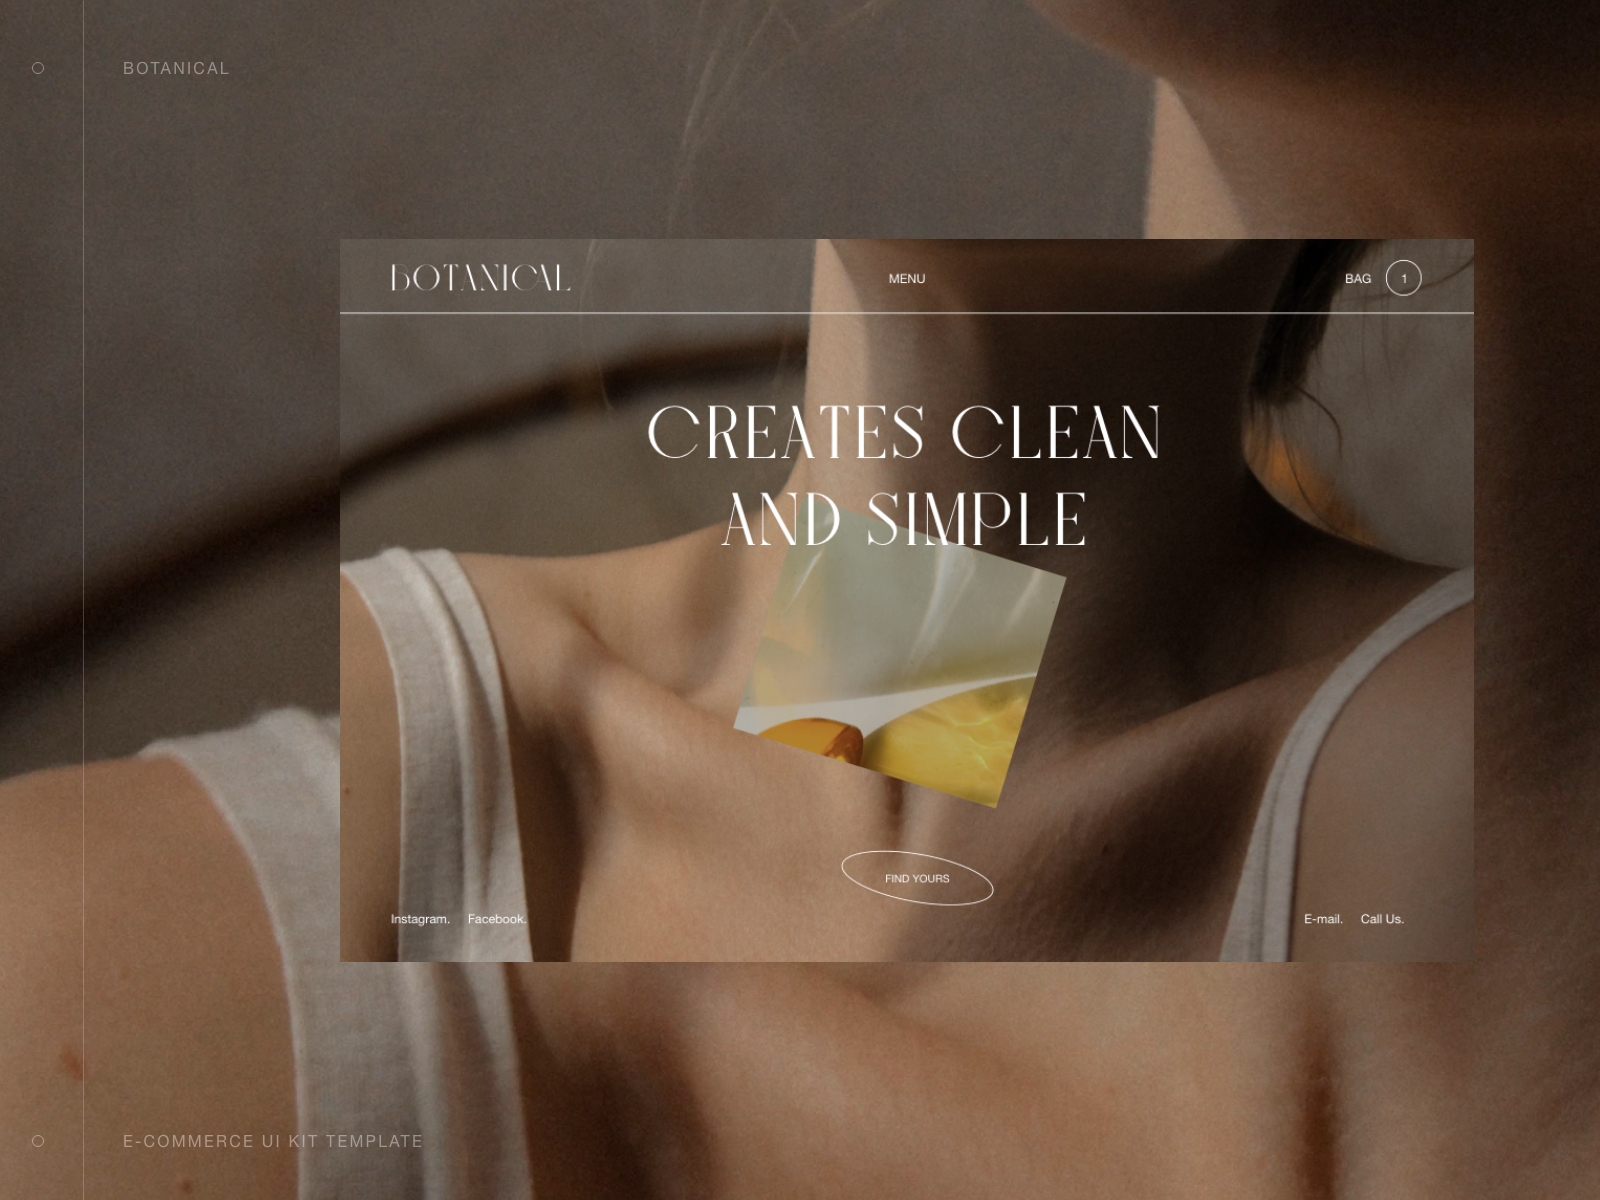 BOTANICAL
BOTANICAL
MENU
BAG 1
CREATES CLEAN
AND SIMPLE
FIND YOURS
Instagram. Facebook.
E-mail. Call Us.
E-COMMERCE UI KIT TEMPLATE